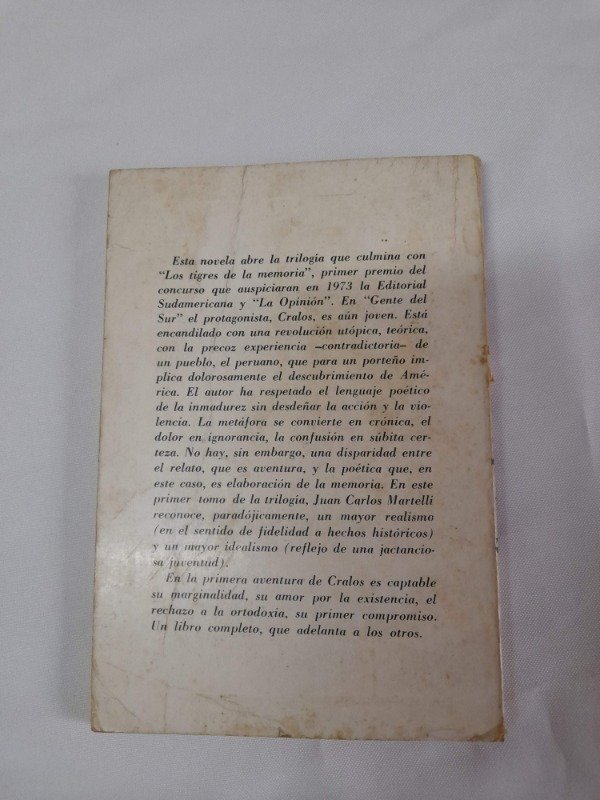 Esta novela abre la trilogía que culmina con
"Los tigres de la memoria", primer premio del
concurso que auspiciaran en 1973 la Editorial
Sudamericana y "La Opinión". En "Gente del
Sur" el protagonista, Cralos, es aún joven. Está
encandilado con una revolución utópica, teórica,
con la precoz experiencia –contradictoria– de
un pueblo, el peruano, que para un porteño im-
plica dolorosamente el descubrimiento de Amé-
rica. El autor ha respetado el lenguaje poético
de la inmadurez sin desdeñar la acción y la vio-
lencia. La metáfora se convierte en crónica, el
dolor en ignorancia, la confusión en súbita cer-
teza. No hay, sin embargo, una disparidad entre
el relato, que es aventura, y la poética que, en
este caso, es elaboración de la memoria. En este
primer tomo de la trilogía, Juan Carlos Martelli
reconoce, paradójicamente, un mayor realismo
(en el sentido de fidelidad a hechos históricos)
y un mayor idealismo (reflejo de una jactancio-
sa juventud).
En la primera aventura de Cralos es captable
su marginalidad, su amor por la existencia, el
rechazo a la ortodoxia, su primer compromiso.
Un libro completo, que adelanta a los otros.